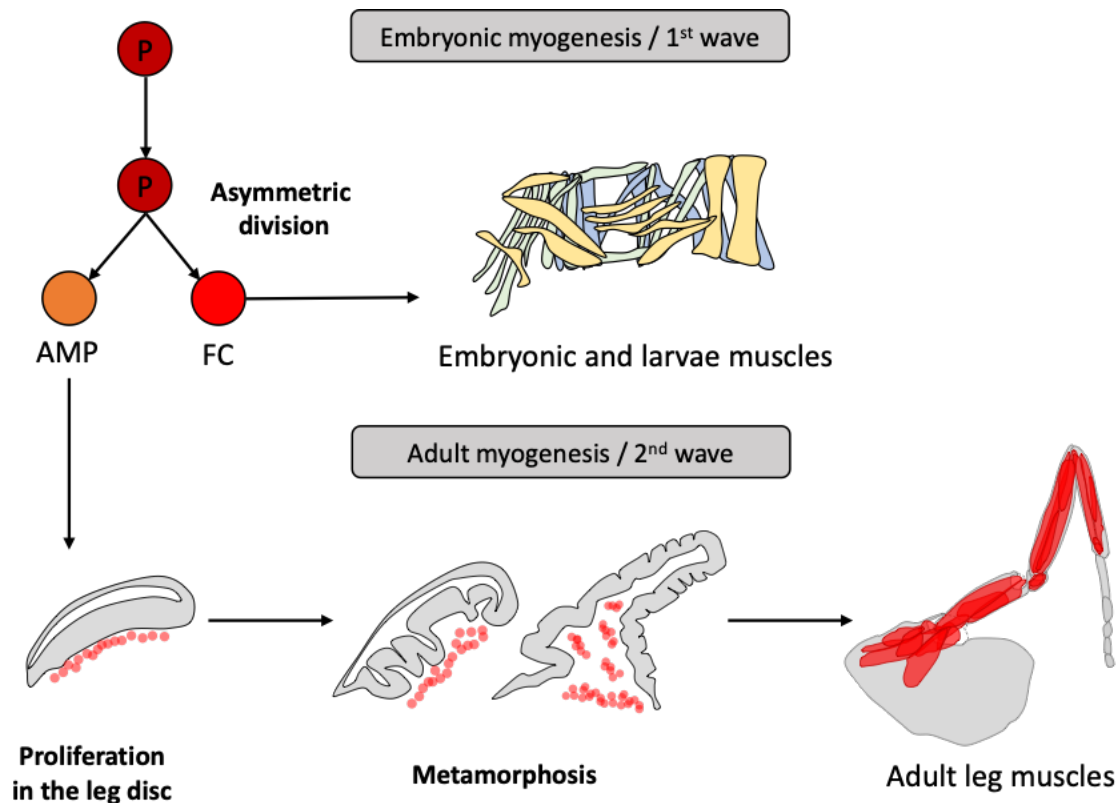 P
Embryonic myogenesis / 1st wave
P
Asymmetric
division
AMP
FC
Embryonic and larvae muscles
Adult myogenesis / 2nd wave
Proliferation
in the leg disc
Metamorphosis
Adult leg muscles